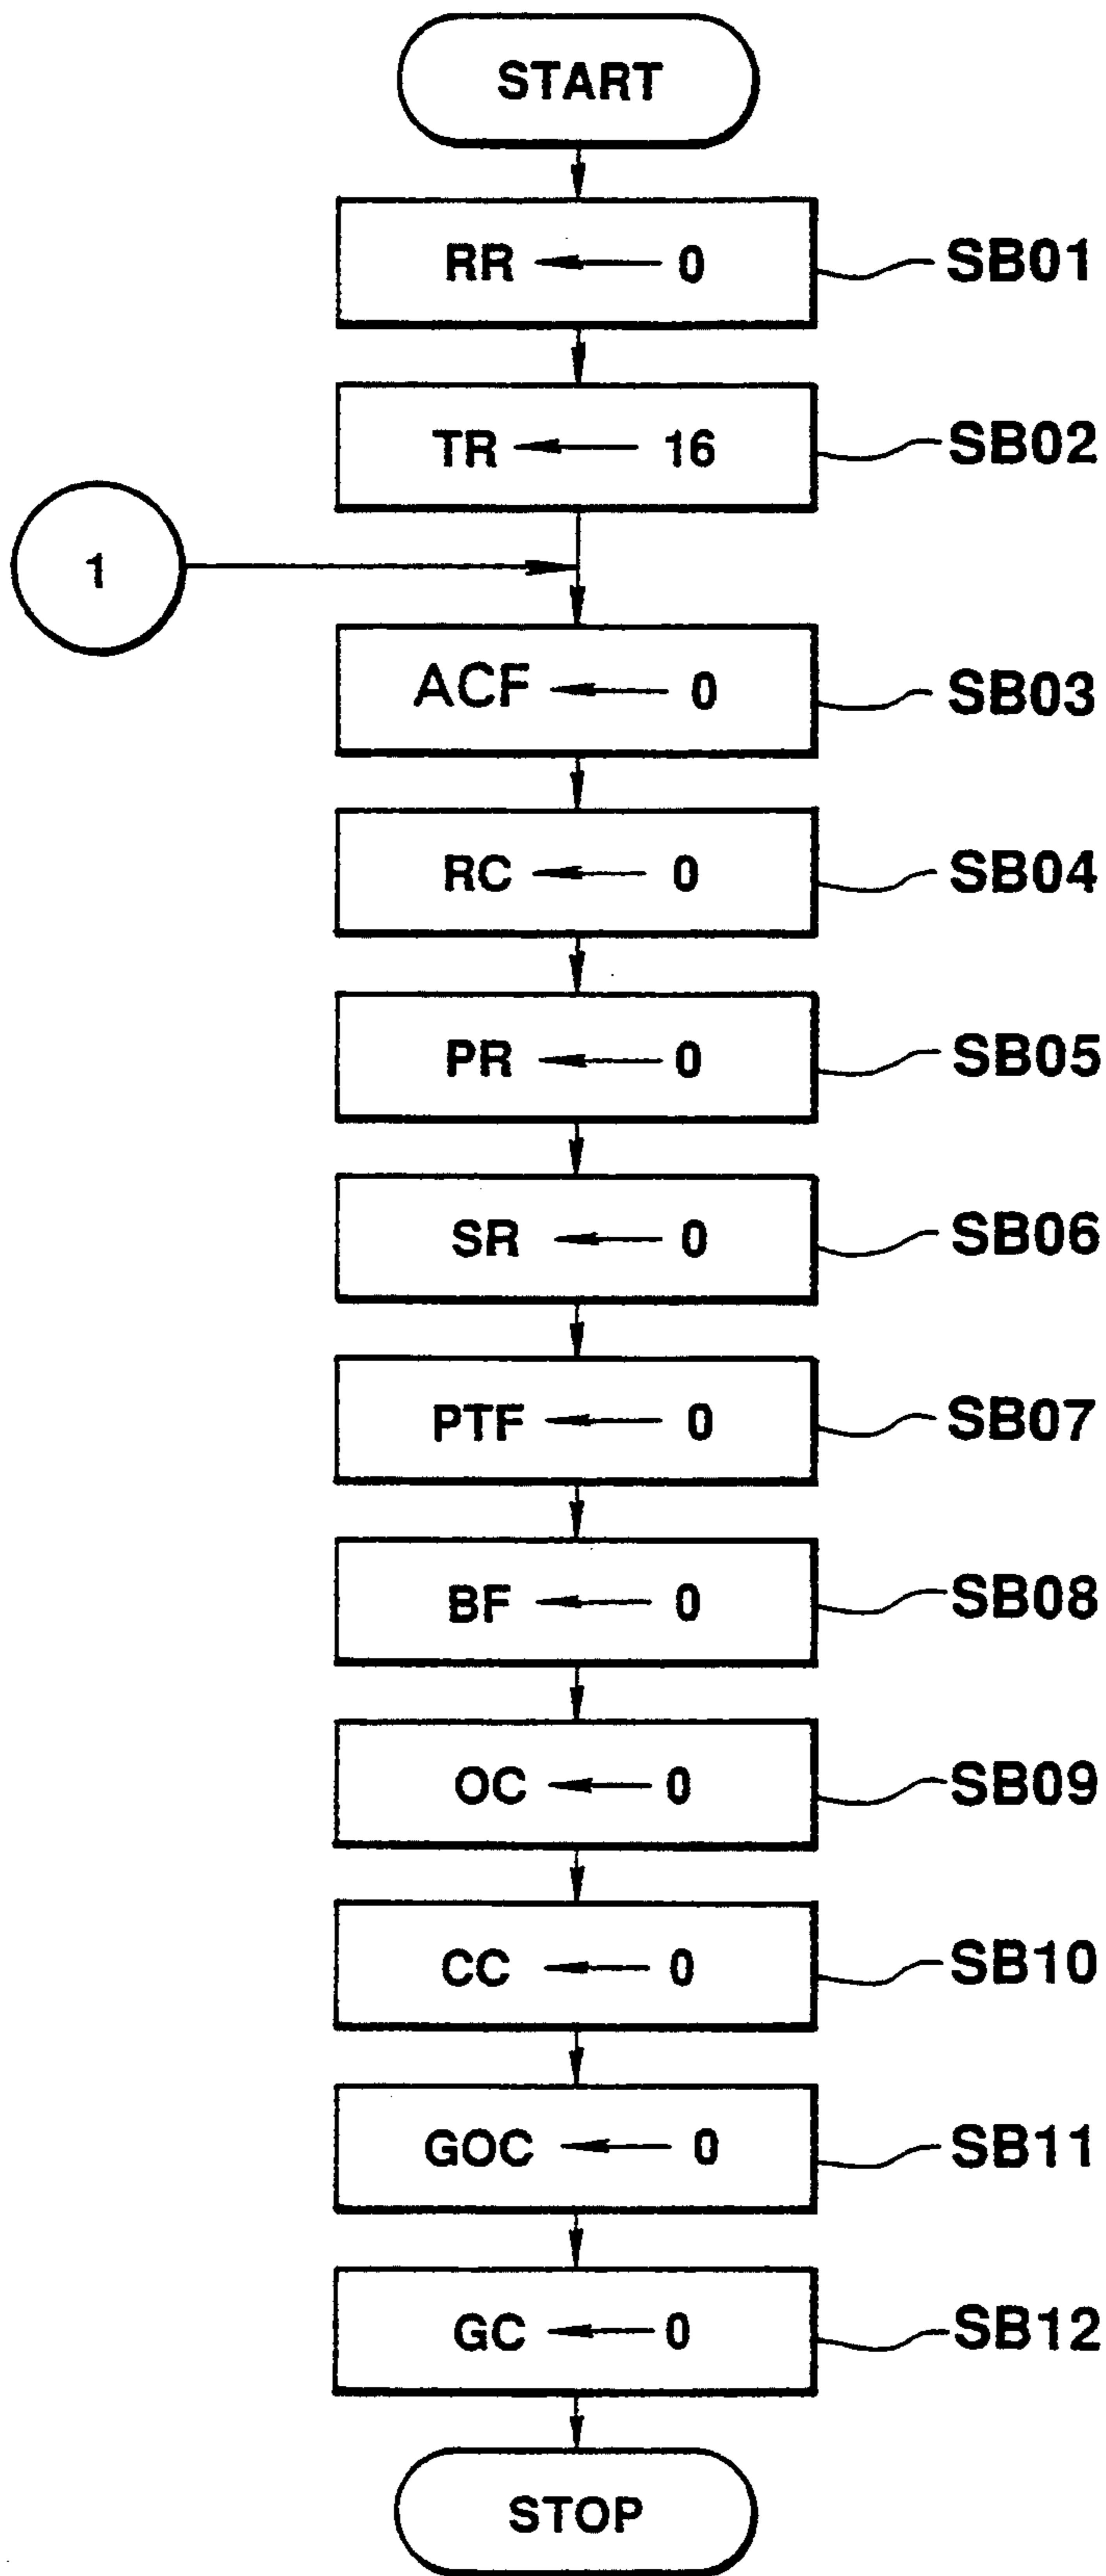 START
RR ← 0 SB01
TR ← 16 SB02
1
ACF ← 0 SB03
RC ← 0 SB04
PR ← 0 SB05
SR ← 0 SB06
PTF ← 0 SB07
BF ← 0 SB08
OC ← 0 SB09
CC ← 0 SB10
GOC ← 0 SB11
GC ← 0 SB12
STOP